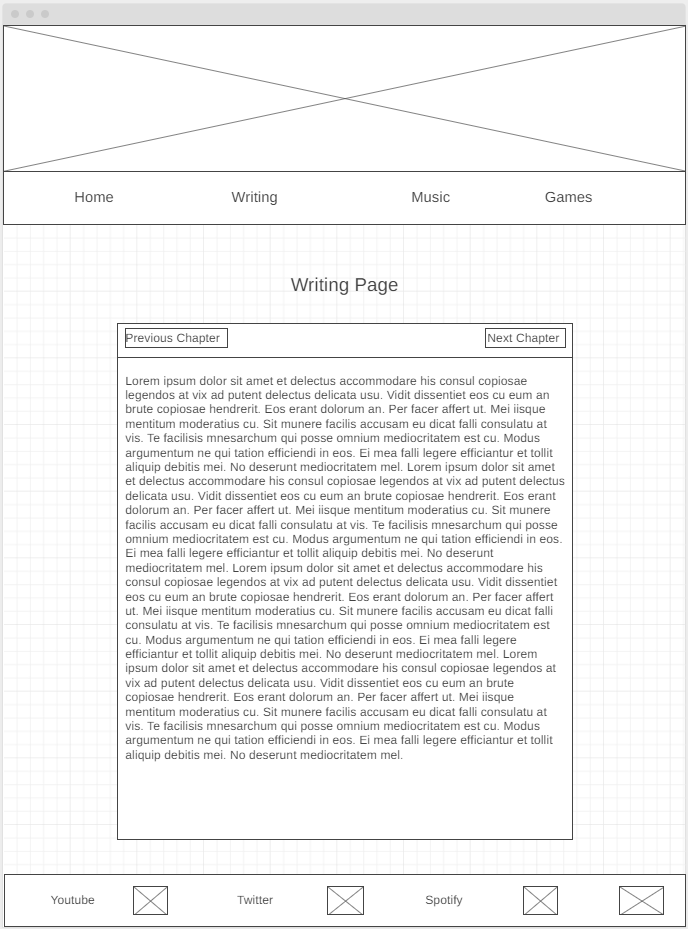 Home Writing Music Games
Writing Page
Previous Chapter Next Chapter
Lorem ipsum dolor sit amet et delectus accommodare his consul copiosae
legendos at vix ad putent delectus delicata usu. Vidit dissentiet eos cu eum an
brute copiosae hendrerit. Eos erant dolorum an. Per facer affert ut. Mei iisque
mentitum moderatius cu. Sit munere facilis accusam eu dicat falli consulatu at
vis. Te facilisis mnesarchum qui posse omnium mediocritatem est cu. Modus
argumentum ne qui tation efficiendi in eos. Ei mea falli legere efficiantur et tollit
aliquip debitis mei. No deserunt mediocritatem mel. Lorem ipsum dolor sit amet
et delectus accommodare his consul copiosae legendos at vix ad putent delectus
delicata usu. Vidit dissentiet eos cu eum an brute copiosae hendrerit. Eos erant
dolorum an. Per facer affert ut. Mei iisque mentitum moderatius cu. Sit munere
facilis accusam eu dicat falli consulatu at vis. Te facilisis mnesarchum qui posse
omnium mediocritatem est cu. Modus argumentum ne qui tation efficiendi in eos.
Ei mea falli legere efficiantur et tollit aliquip debitis mei. No deserunt
mediocritatem mel. Lorem ipsum dolor sit amet et delectus accommodare his
consul copiosae legendos at vix ad putent delectus delicata usu. Vidit dissentiet
eos cu eum an brute copiosae hendrerit. Eos erant dolorum an. Per facer affert
ut. Mei iisque mentitum moderatius cu. Sit munere facilis accusam eu dicat falli
consulatu at vis. Te facilisis mnesarchum qui posse omnium mediocritatem est
cu. Modus argumentum ne qui tation efficiendi in eos. Ei mea falli legere
efficiantur et tollit aliquip debitis mei. No deserunt mediocritatem mel. Lorem
ipsum dolor sit amet et delectus accommodare his consul copiosae legendos at
vix ad putent delectus delicata usu. Vidit dissentiet eos cu eum an brute
copiosae hendrerit. Eos erant dolorum an. Per facer affert ut. Mei iisque
mentitum moderatius cu. Sit munere facilis accusam eu dicat falli consulatu at
vis. Te facilisis mnesarchum qui posse omnium mediocritatem est cu. Modus
argumentum ne qui tation efficiendi in eos. Ei mea falli legere efficiantur et tollit
aliquip debitis mei. No deserunt mediocritatem mel.
Youtube Twitter Spotify